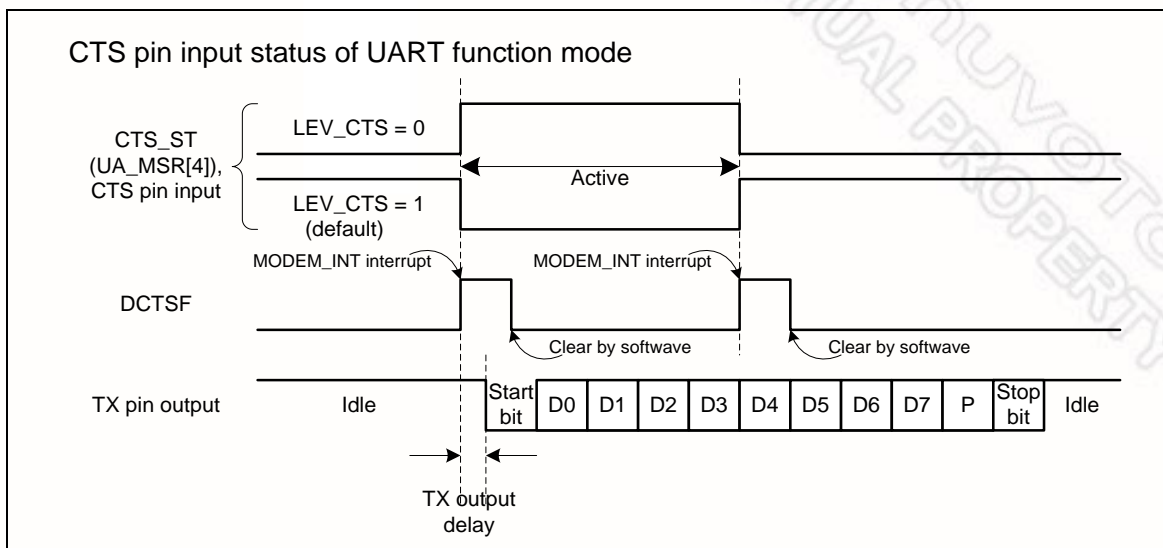 CTS pin input status of UART function mode
CTS_ST
(UA_MSR[4]),
CTS pin input
LEV_CTS = 0
Active
LEV_CTS = 1
(default)
MODEM_INT interrupt
MODEM_INT interrupt
DCTSF
Clear by softwave
Clear by softwave
TX pin output
Idle
Start
bit
D0
D1
D2
D3
D4
D5
D6
D7
P
Stop
bit
Idle
TX output
delay